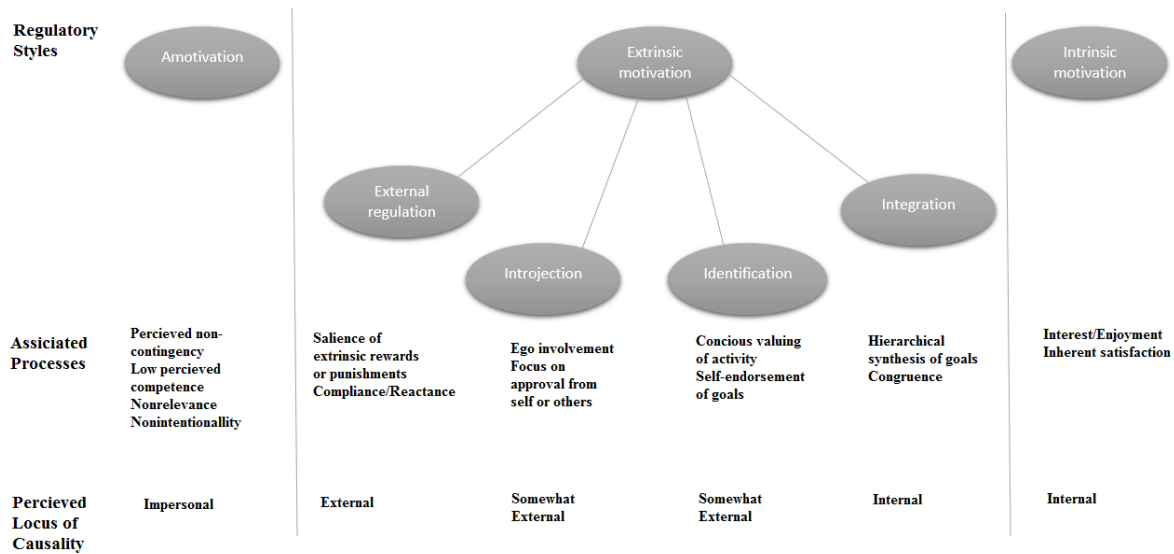 Regulatory
Styles
Amotivation
Extrinsic
motivation
Intrinsic
motivation
External
regulation
Introjection
Identification
Integration
Assiciated
Processes
Percieved non-
contingency
Low percieved
competence
Nonrelevance
Nonintentionallity
Salience of
extrinsic rewards
or punishments
Compliance/Reactance
Ego involvement
Focus on
approval from
self or others
Concious valuing
of activity
Self-endorsement
of goals
Hierarchical
synthesis of goals
Congruence
Interest/Enjoyment
Inherent satisfaction
Percieved
Locus of
Causality
Impersonal
External
Somewhat
External
Somewhat
External
Internal
Internal